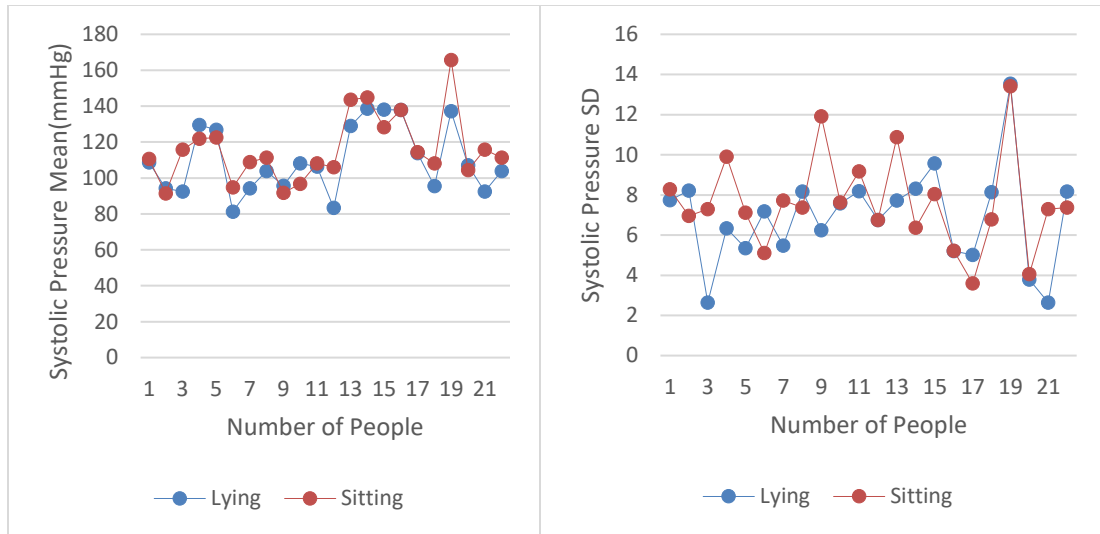 Systolic Pressure Mean(mmHg)
180
160
140
120
100
80
60
40
20
0
1 3 5 7 9 11 13 15 17 19 21
Number of People
Lying Sitting
Systolic Pressure SD
16
14
12
10
8
6
4
2
0
1 3 5 7 9 11 13 15 17 19 21
Number of People
Lying Sitting